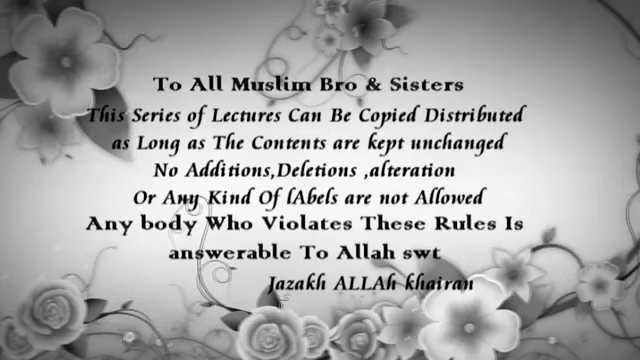 To All Muslim Bro & Sisters
This Series of Lectures Can Be Copied Distributed
as Long as The Contents are kept unchanged
No Additions,Deletions ,alteration
Or Any Kind Of lAbels are not Allowed
Any body Who Violates These Rules Is
answerable To Allah swt
Jazakh ALLAh khairan